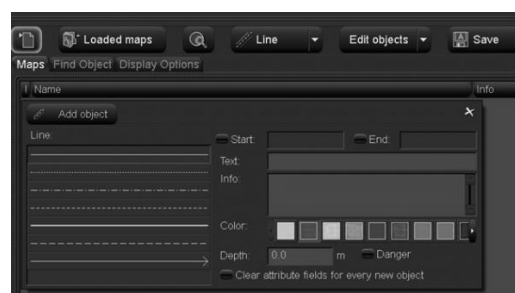 Loaded maps Line Edit objects Save
Maps Find Object Display Options
Name Info
Add object
Line: Start: End:
Text:
Info:
Color:
Depth: 0.0 m Danger
Clear attribute fields for every new object